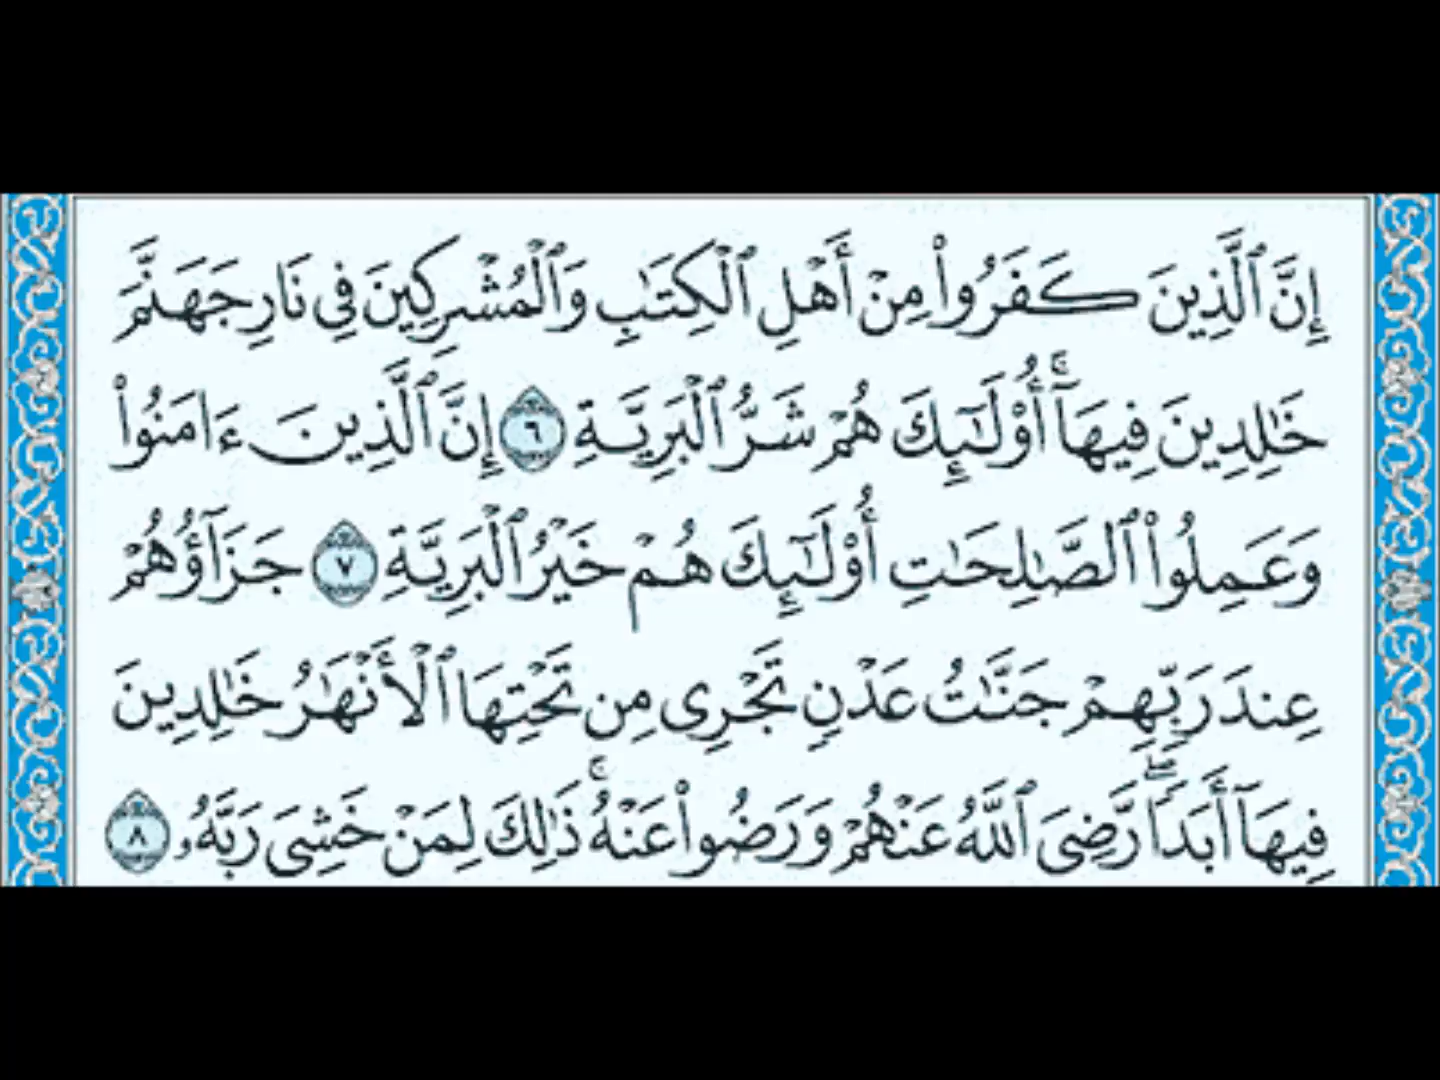 إِنَّ ٱلَّذِينَ كَفَرُوا۟ مِنْ أَهْلِ ٱلْكِتَـٰبِ وَٱلْمُشْرِكِينَ فِى نَارِ جَهَنَّمَ
خَـٰلِدِينَ فِيهَآ ۚ أُو۟لَـٰٓئِكَ هُمْ شَرُّ ٱلْبَرِيَّةِ ٦ إِنَّ ٱلَّذِينَ ءَامَنُوا۟
وَعَمِلُوا۟ ٱلصَّـٰلِحَـٰتِ أُو۟لَـٰٓئِكَ هُمْ خَيْرُ ٱلْبَرِيَّةِ ٧ جَزَآؤُهُمْ
عِندَ رَبِّهِمْ جَنَّـٰتُ عَدْنٍ تَجْرِى مِن تَحْتِهَا ٱلْأَنْهَـٰرُ خَـٰلِدِينَ
فِيهَآ أَبَدًا ۖ رَّضِىَ ٱللَّهُ عَنْهُمْ وَرَضُوا۟ عَنْهُ ۚ ذَٰلِكَ لِمَنْ خَشِىَ رَبَّهُۥ ٨